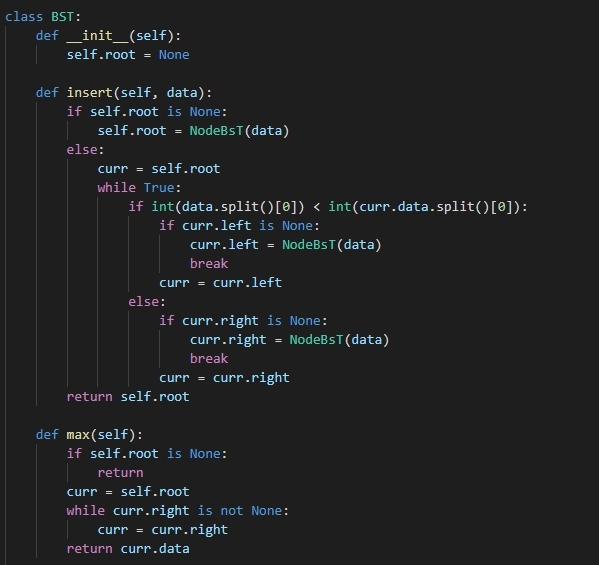 class BST:
    def __init__(self):
        self.root = None

    def insert(self, data):
        if self.root is None:
            self.root = NodeBsT(data)
        else:
            curr = self.root
            while True:
                if int(data.split()[0]) < int(curr.data.split()[0]):
                    if curr.left is None:
                        curr.left = NodeBsT(data)
                        break
                    curr = curr.left
                else:
                    if curr.right is None:
                        curr.right = NodeBsT(data)
                        break
                    curr = curr.right
        return self.root

    def max(self):
        if self.root is None:
            return
        curr = self.root
        while curr.right is not None:
            curr = curr.right
        return curr.data